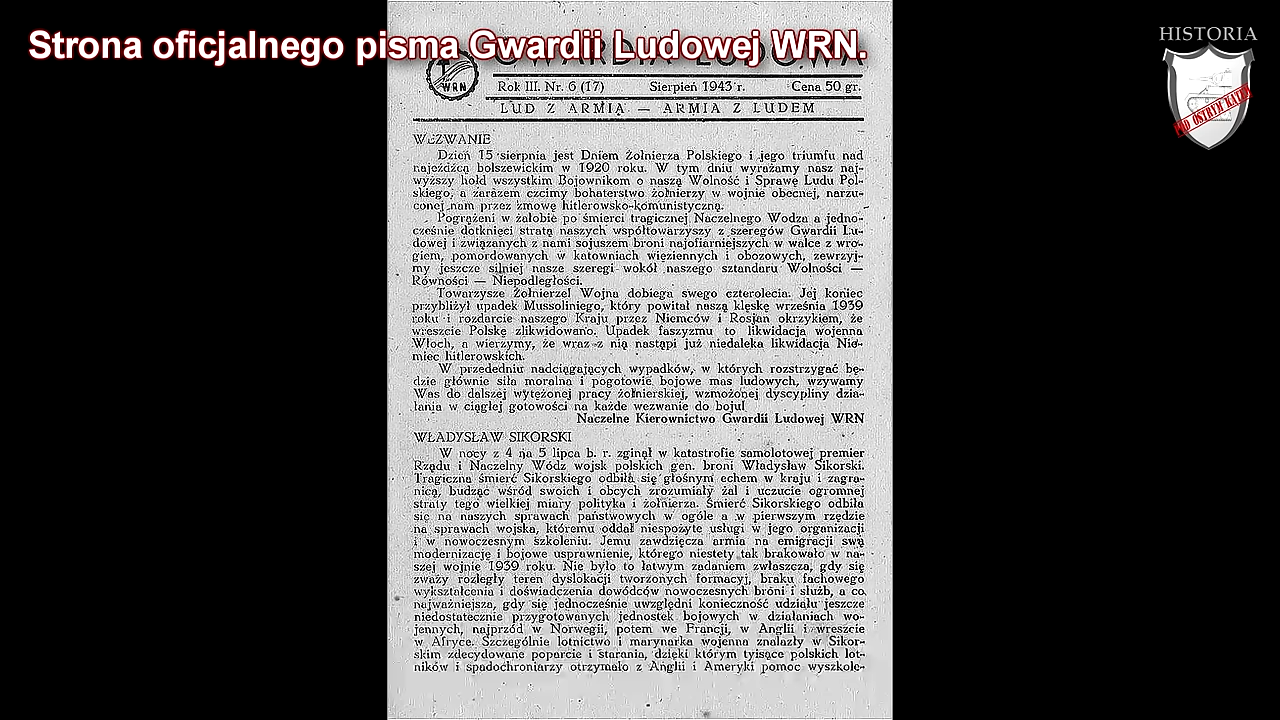 Strona oficjalnego pisma Gwardii Ludowej WRN.
HISTORIA
POD OSTRYM KĄTEM
WRN
Rok III. Nr. 6 (17) Sierpień 1943 r. Cena 50 gr.
LUD Z ARMIĄ — ARMIA Z LUDEM
WEZWANIE
Dzień 15 sierpnia jest Dniem Żołnierza Polskiego i jego triumfu nad
najeźdźcą bolszewickim w 1920 roku. W tym dniu wyrażamy nasz naj-
wyższy hołd wszystkim Bojownikom o naszą Wolność i Sprawę Ludu Pol-
skiego, a zarazem czcimy bohaterstwo żołnierzy w wojnie obecnej, narzu-
conej nam przez zmowę hitlerowsko-komunistyczną.
Pogrążeni w żałobie po śmierci tragicznej Naczelnego Wodza a jedno-
cześnie dotknięci stratą naszych współtowarzyszy z szeregów Gwardii Lu-
dowej i związanych z nami sojuszem broni najofiarniejszych w walce z wro-
giem, pomordowanych w katowniach więziennych i obozowych, zewrzyj-
my jeszcze silniej nasze szeregi wokół naszego sztandaru Wolności —
Równości — Niepodległości.
Towarzysze Żołnierze! Wojna dobiega swego czterolecia. Jej koniec
przybliżył upadek Mussoliniego, który powitał naszą klęskę września 1939
roku i rozdarcie naszego Kraju przez Niemców i Rosjan okrzykiem, że
wreszcie Polskę zlikwidowano. Upadek faszyzmu to likwidacja wojenna
Włoch, a wierzymy, że wraz z nią nastąpi już niedaleka likwidacja Nie-
miec hitlerowskich.
W przededniu nadciągających wypadków, w których rozstrzygać bę-
dzie głównie siła moralna i pogotowie bojowe mas ludowych, wzywamy
Was do dalszej wytężonej pracy żołnierskiej, wzmożonej dyscypliny dzia-
łania w ciągłej gotowości na każde wezwanie do boju!
Naczelne Kierownictwo Gwardii Ludowej WRN
WŁADYSŁAW SIKORSKI
W nocy z 4 na 5 lipca b. r. zginął w katastrofie samolotowej premier
Rządu i Naczelny Wódz wojsk polskich gen. broni Władysław Sikorski.
Tragiczna śmierć Sikorskiego odbiła się głośnym echem w kraju i zagra-
nicą, budząc wśród swoich i obcych zrozumiały żal i uczucie ogromnej
straty tego wielkiej miary polityka i żołnierza. Śmierć Sikorskiego odbiła
się na naszych sprawach państwowych w ogóle a w pierwszym rzędzie
na sprawach wojska, któremu oddał niespożyte usługi w jego organizacji
i w nowoczesnym szkoleniu. Jemu zawdzięcza armia na emigracji swą
modernizację i bojowe usprawnienie, którego niestety tak brakowało w na-
szej wojnie 1939 roku. Nie było to łatwym zadaniem zwłaszcza, gdy się
zważy rozległy teren dyslokacji tworzonych formacyj, braku fachowego
wykształcenia i doświadczenia dowódców nowoczesnych broni i służb, a co
najważniejsza, gdy się jednocześnie uwzględni konieczność udziału jeszcze
niedostatecznie przygotowanych jednostek bojowych w działaniach wo-
jennych, najprzód w Norwegii, potem we Francji, w Anglii i wreszcie
w Afryce. Szczególnie lotnictwo i marynarka wojenna znalazły w Sikor-
skim zdecydowane poparcie i starania, dzięki którym tysiące polskich lot-
ników i spadochroniarzy otrzymało z Anglii i Ameryki pomoc wyszkole-